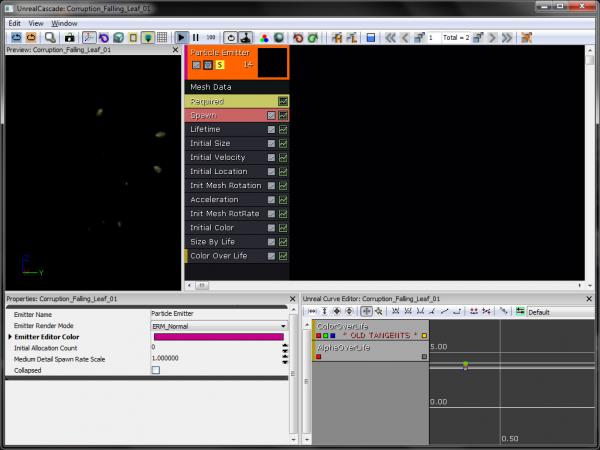 UnrealCascade: Corruption_Falling_Leaf_01
Edit Window
100
1 Total = 2
Preview: Corruption_Falling_Leaf_01
Particle Emitter
S 14
Mesh Data
Required
Spawn
Lifetime
Initial Size
Initial Velocity
Initial Location
Init Mesh Rotation
Acceleration
Init Mesh RotRate
Initial Color
Size By Life
Color Over Life
Z
Y
Properties: Corruption_Falling_Leaf_01
Emitter Name Particle Emitter
Emitter Render Mode ERM_Normal
Emitter Editor Color
Initial Allocation Count 0
Medium Detail Spawn Rate Scale 1.000000
Collapsed
Unreal Curve Editor: Corruption_Falling_Leaf_01
Default
ColorOverLife
* OLD TANGENTS *
AlphaOverLife
5.00
0.00
0.50